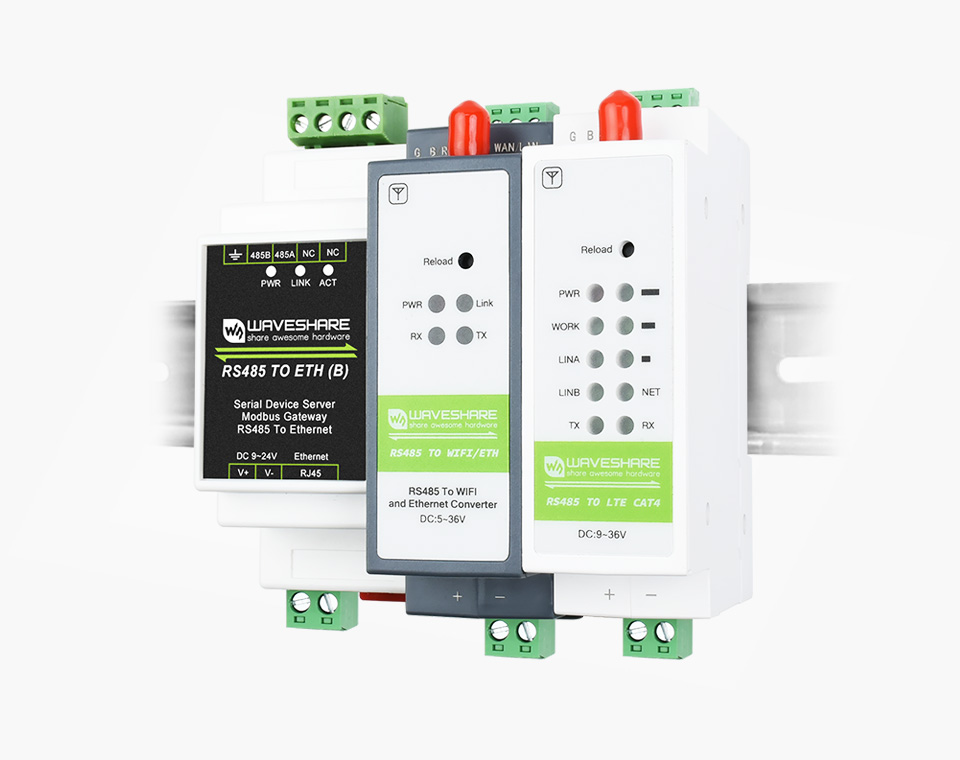 485B 485A NC NC
PWR LINK ACT
WAVESHARE
share awesome hardware
RS485 TO ETH (B)
Serial Device Server
Modbus Gateway
RS485 To Ethernet
DC 9~24V Ethernet
V+ V- RJ45
G B R WAN
Reload
PWR Link
RX TX
WAVESHARE
share awesome hardware
RS485 TO WIFI/ETH
RS485 To WIFI
and Ethernet Converter
DC:5~36V
+ −
G B
Reload
PWR
WORK
LINA
LINB NET
TX RX
WAVESHARE
share awesome hardware
RS485 TO LTE CAT4
DC:9~36V
+ −